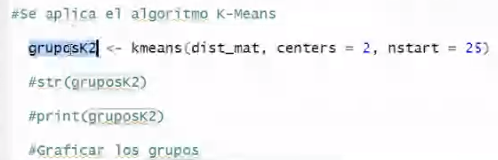 #Se aplica el algoritmo K-Means
gruposK2 <- kmeans(dist_mat, centers = 2, nstart = 25)
#str(gruposK2)
#print(gruposK2)
#Graficar los grupos